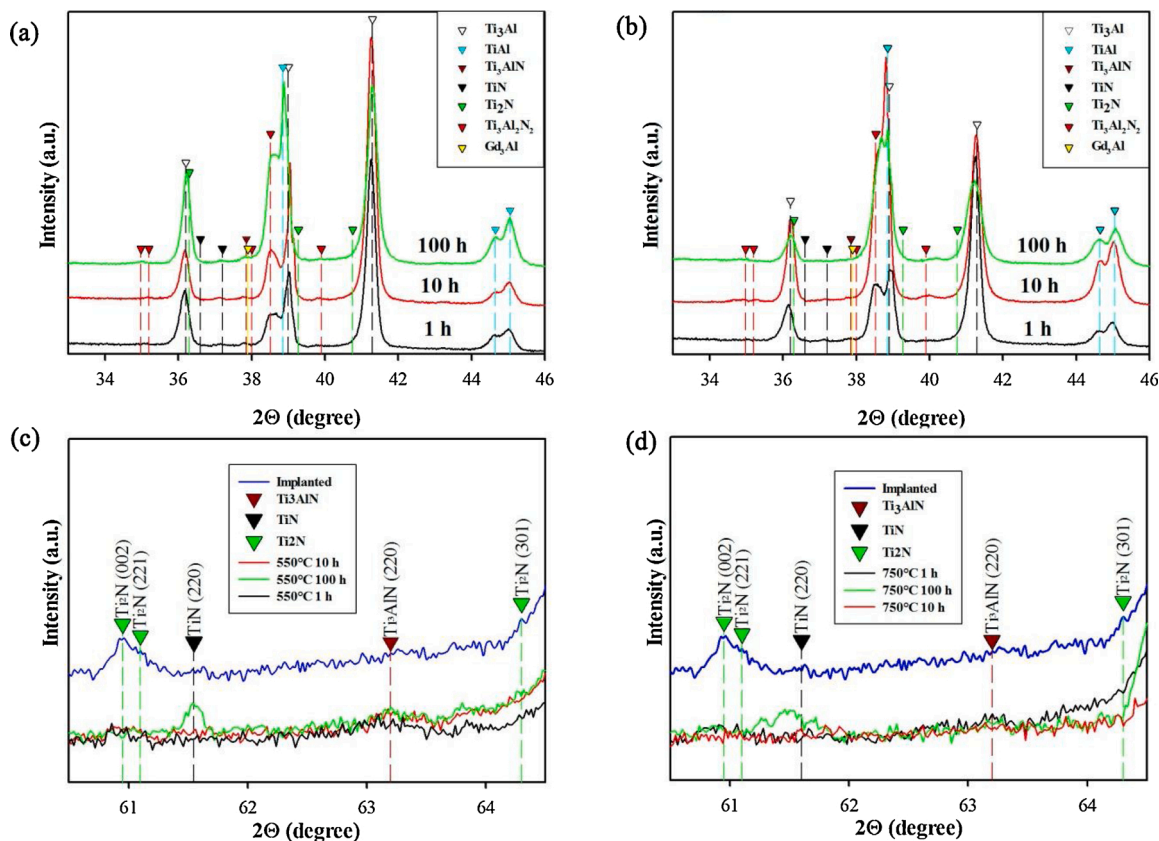 (a)
Intensity (a.u.)
Ti3Al
TiAl
Ti3AlN
TiN
Ti2N
Ti3Al2N2
Gd3Al
100 h
10 h
1 h
34 36 38 40 42 44 46
2Θ (degree)
(b)
Intensity (a.u.)
Ti3Al
TiAl
Ti3AlN
TiN
Ti2N
Ti3Al2N2
Gd3Al
100 h
10 h
1 h
34 36 38 40 42 44 46
2Θ (degree)
(c)
Intensity (a.u.)
Implanted
Ti3AlN
TiN
Ti2N
550°C 10 h
550°C 100 h
550°C 1 h
Ti2N (002)
Ti2N (221)
TiN (220)
Ti3AlN (220)
Ti2N (301)
61 62 63 64
2Θ (degree)
(d)
Intensity (a.u.)
Implanted
Ti3AlN
TiN
Ti2N
750°C 1 h
750°C 100 h
750°C 10 h
Ti2N (002)
Ti2N (221)
TiN (220)
Ti3AlN (220)
Ti2N (301)
61 62 63 64
2Θ (degree)